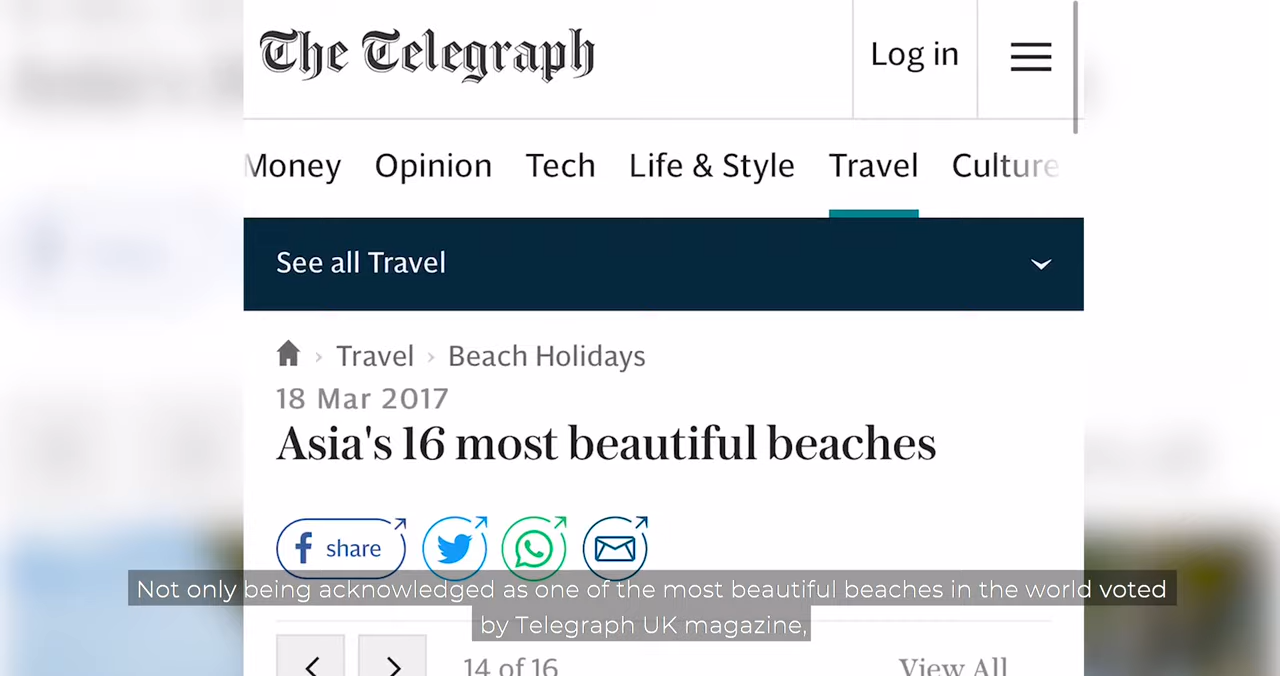 The Telegraph
Log in
Money Opinion Tech Life & Style Travel Culture
See all Travel
Travel › Beach Holidays
18 Mar 2017
Asia's 16 most beautiful beaches
share
Not only being acknowledged as one of the most beautiful beaches in the world voted
by Telegraph UK magazine,
14 of 16
View All